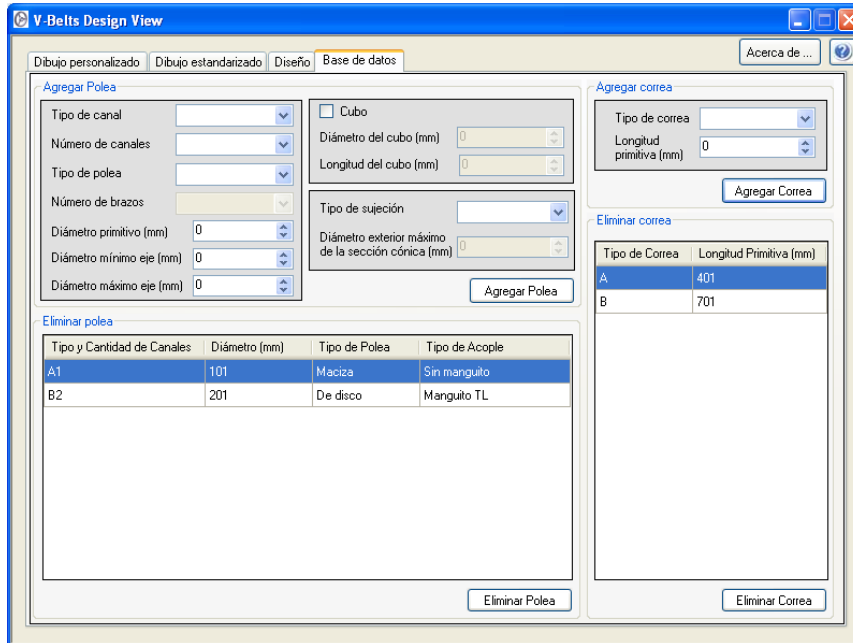 V-Belts Design View
Dibujo personalizado Dibujo estandarizado Diseño Base de datos Acerca de ... ?
Agregar Polea
Tipo de canal
Número de canales
Tipo de polea
Número de brazos
Diámetro primitivo (mm) 0
Diámetro mínimo eje (mm) 0
Diámetro máximo eje (mm) 0
Cubo
Diámetro del cubo (mm) 0
Longitud del cubo (mm) 0
Tipo de sujeción
Diámetro exterior máximo
de la sección cónica (mm) 0
Agregar Polea
Agregar correa
Tipo de correa
Longitud
primitiva (mm) 0
Agregar Correa
Eliminar polea
Tipo y Cantidad de Canales Diámetro (mm) Tipo de Polea Tipo de Acople
A1 101 Maciza Sin manguito
B2 201 De disco Manguito TL
Eliminar Polea
Eliminar correa
Tipo de Correa Longitud Primitiva (mm)
A 401
B 701
Eliminar Correa